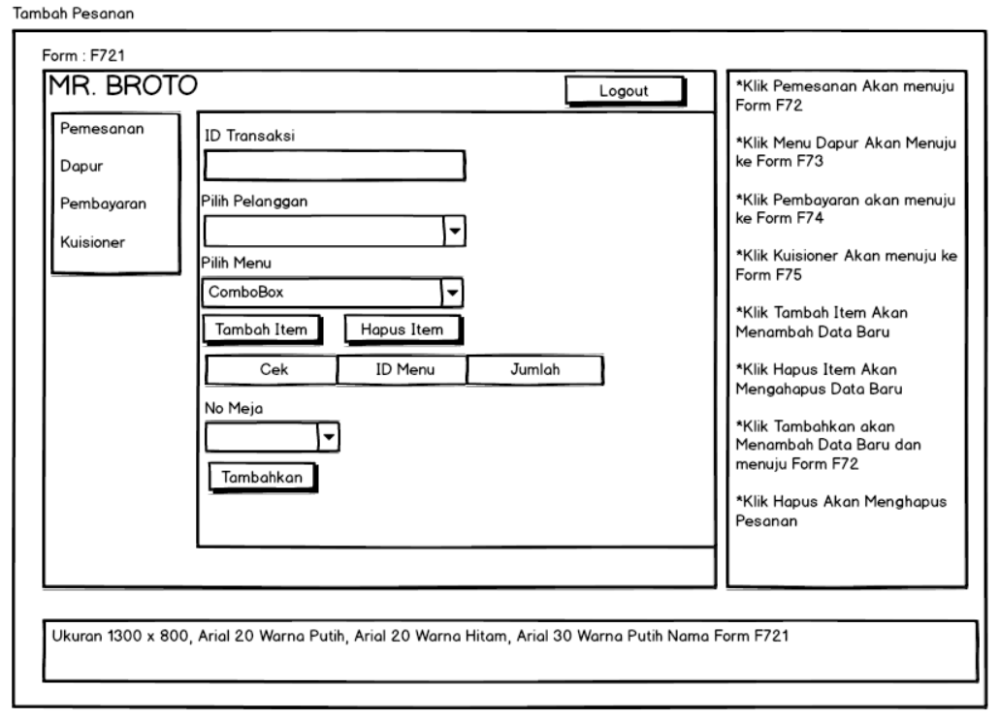 Tambah Pesanan
Form : F721
MR. BROTO
Logout
Pemesanan
Dapur
Pembayaran
Kuisioner
ID Transaksi
Pilih Pelanggan
Pilih Menu
ComboBox
Tambah Item
Hapus Item
Cek
ID Menu
Jumlah
No Meja
Tambahkan
*Klik Pemesanan Akan menuju
Form F72
*Klik Menu Dapur Akan Menuju
ke Form F73
*Klik Pembayaran akan menuju
ke Form F74
*Klik Kuisioner Akan menuju ke
Form F75
*Klik Tambah Item Akan
Menambah Data Baru
*Klik Hapus Item Akan
Mengahapus Data Baru
*Klik Tambahkan akan
Menambah Data Baru dan
menuju Form F72
*Klik Hapus Akan Menghapus
Pesanan
Ukuran 1300 x 800, Arial 20 Warna Putih, Arial 20 Warna Hitam, Arial 30 Warna Putih Nama Form F721